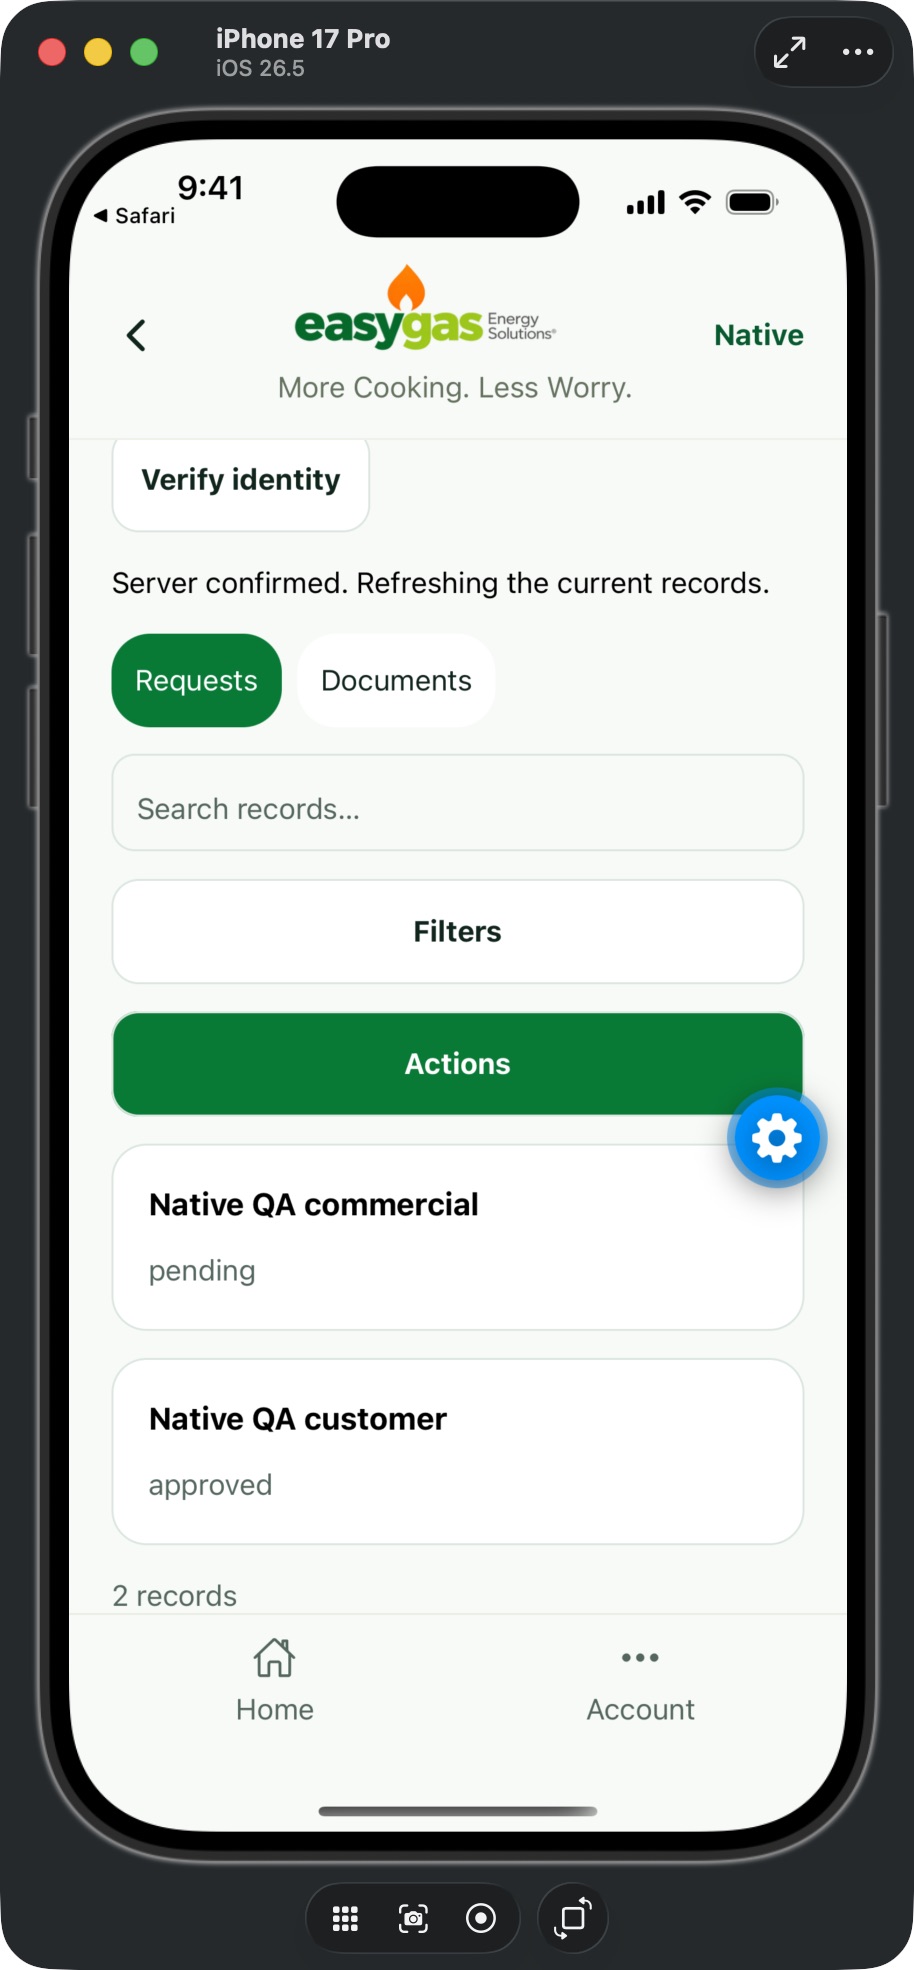 iPhone 17 Pro
iOS 26.5
9:41
◀ Safari
easygas Energy Solutions®
Native
More Cooking. Less Worry.
Verify identity
Server confirmed. Refreshing the current records.
Requests
Documents
Search records...
Filters
Actions
Native QA commercial
pending
Native QA customer
approved
2 records
Home
Account